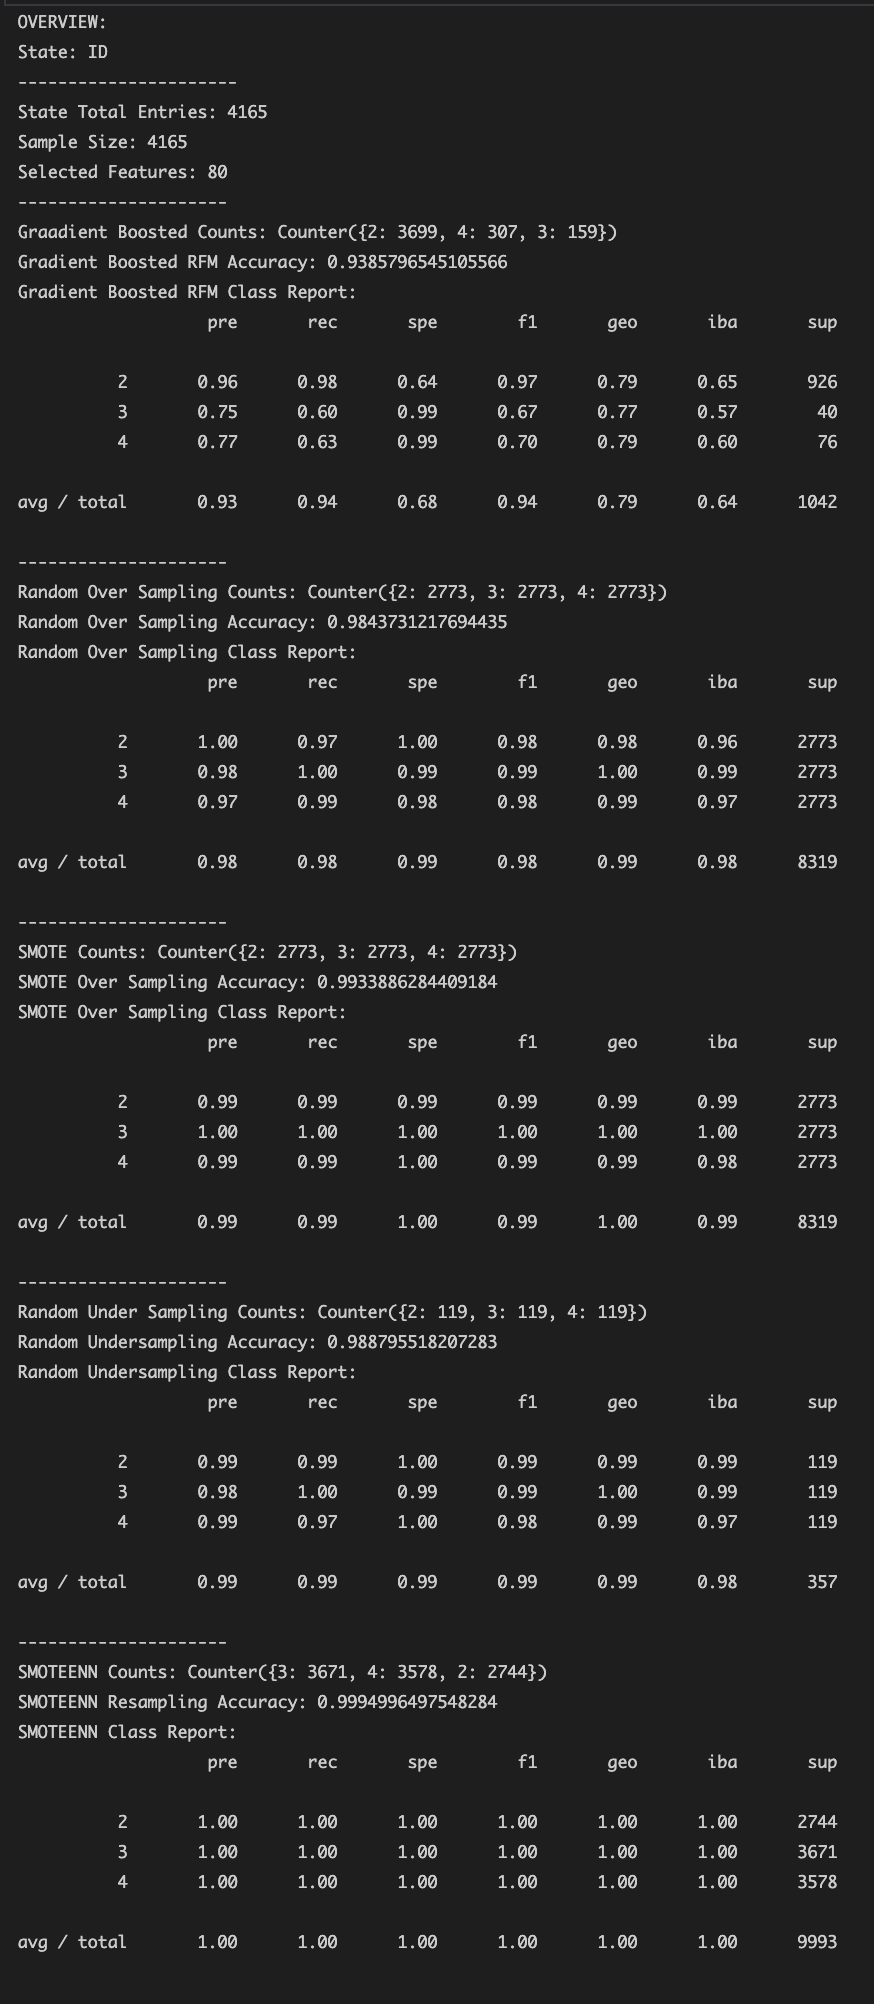 OVERVIEW:
State: ID
----------------------
State Total Entries: 4165
Sample Size: 4165
Selected Features: 80
---------------------
Graadient Boosted Counts: Counter({2: 3699, 4: 307, 3: 159})
Gradient Boosted RFM Accuracy: 0.9385796545105566
Gradient Boosted RFM Class Report:
pre rec spe f1 geo iba sup
2 0.96 0.98 0.64 0.97 0.79 0.65 926
3 0.75 0.60 0.99 0.67 0.77 0.57 40
4 0.77 0.63 0.99 0.70 0.79 0.60 76
avg / total 0.93 0.94 0.68 0.94 0.79 0.64 1042
---------------------
Random Over Sampling Counts: Counter({2: 2773, 3: 2773, 4: 2773})
Random Over Sampling Accuracy: 0.9843731217694435
Random Over Sampling Class Report:
pre rec spe f1 geo iba sup
2 1.00 0.97 1.00 0.98 0.98 0.96 2773
3 0.98 1.00 0.99 0.99 1.00 0.99 2773
4 0.97 0.99 0.98 0.98 0.99 0.97 2773
avg / total 0.98 0.98 0.99 0.98 0.99 0.98 8319
---------------------
SMOTE Counts: Counter({2: 2773, 3: 2773, 4: 2773})
SMOTE Over Sampling Accuracy: 0.9933886284409184
SMOTE Over Sampling Class Report:
pre rec spe f1 geo iba sup
2 0.99 0.99 0.99 0.99 0.99 0.99 2773
3 1.00 1.00 1.00 1.00 1.00 1.00 2773
4 0.99 0.99 1.00 0.99 0.99 0.98 2773
avg / total 0.99 0.99 1.00 0.99 1.00 0.99 8319
---------------------
Random Under Sampling Counts: Counter({2: 119, 3: 119, 4: 119})
Random Undersampling Accuracy: 0.988795518207283
Random Undersampling Class Report:
pre rec spe f1 geo iba sup
2 0.99 0.99 1.00 0.99 0.99 0.99 119
3 0.98 1.00 0.99 0.99 1.00 0.99 119
4 0.99 0.97 1.00 0.98 0.99 0.97 119
avg / total 0.99 0.99 0.99 0.99 0.99 0.98 357
---------------------
SMOTEENN Counts: Counter({3: 3671, 4: 3578, 2: 2744})
SMOTEENN Resampling Accuracy: 0.9994996497548284
SMOTEENN Class Report:
pre rec spe f1 geo iba sup
2 1.00 1.00 1.00 1.00 1.00 1.00 2744
3 1.00 1.00 1.00 1.00 1.00 1.00 3671
4 1.00 1.00 1.00 1.00 1.00 1.00 3578
avg / total 1.00 1.00 1.00 1.00 1.00 1.00 9993